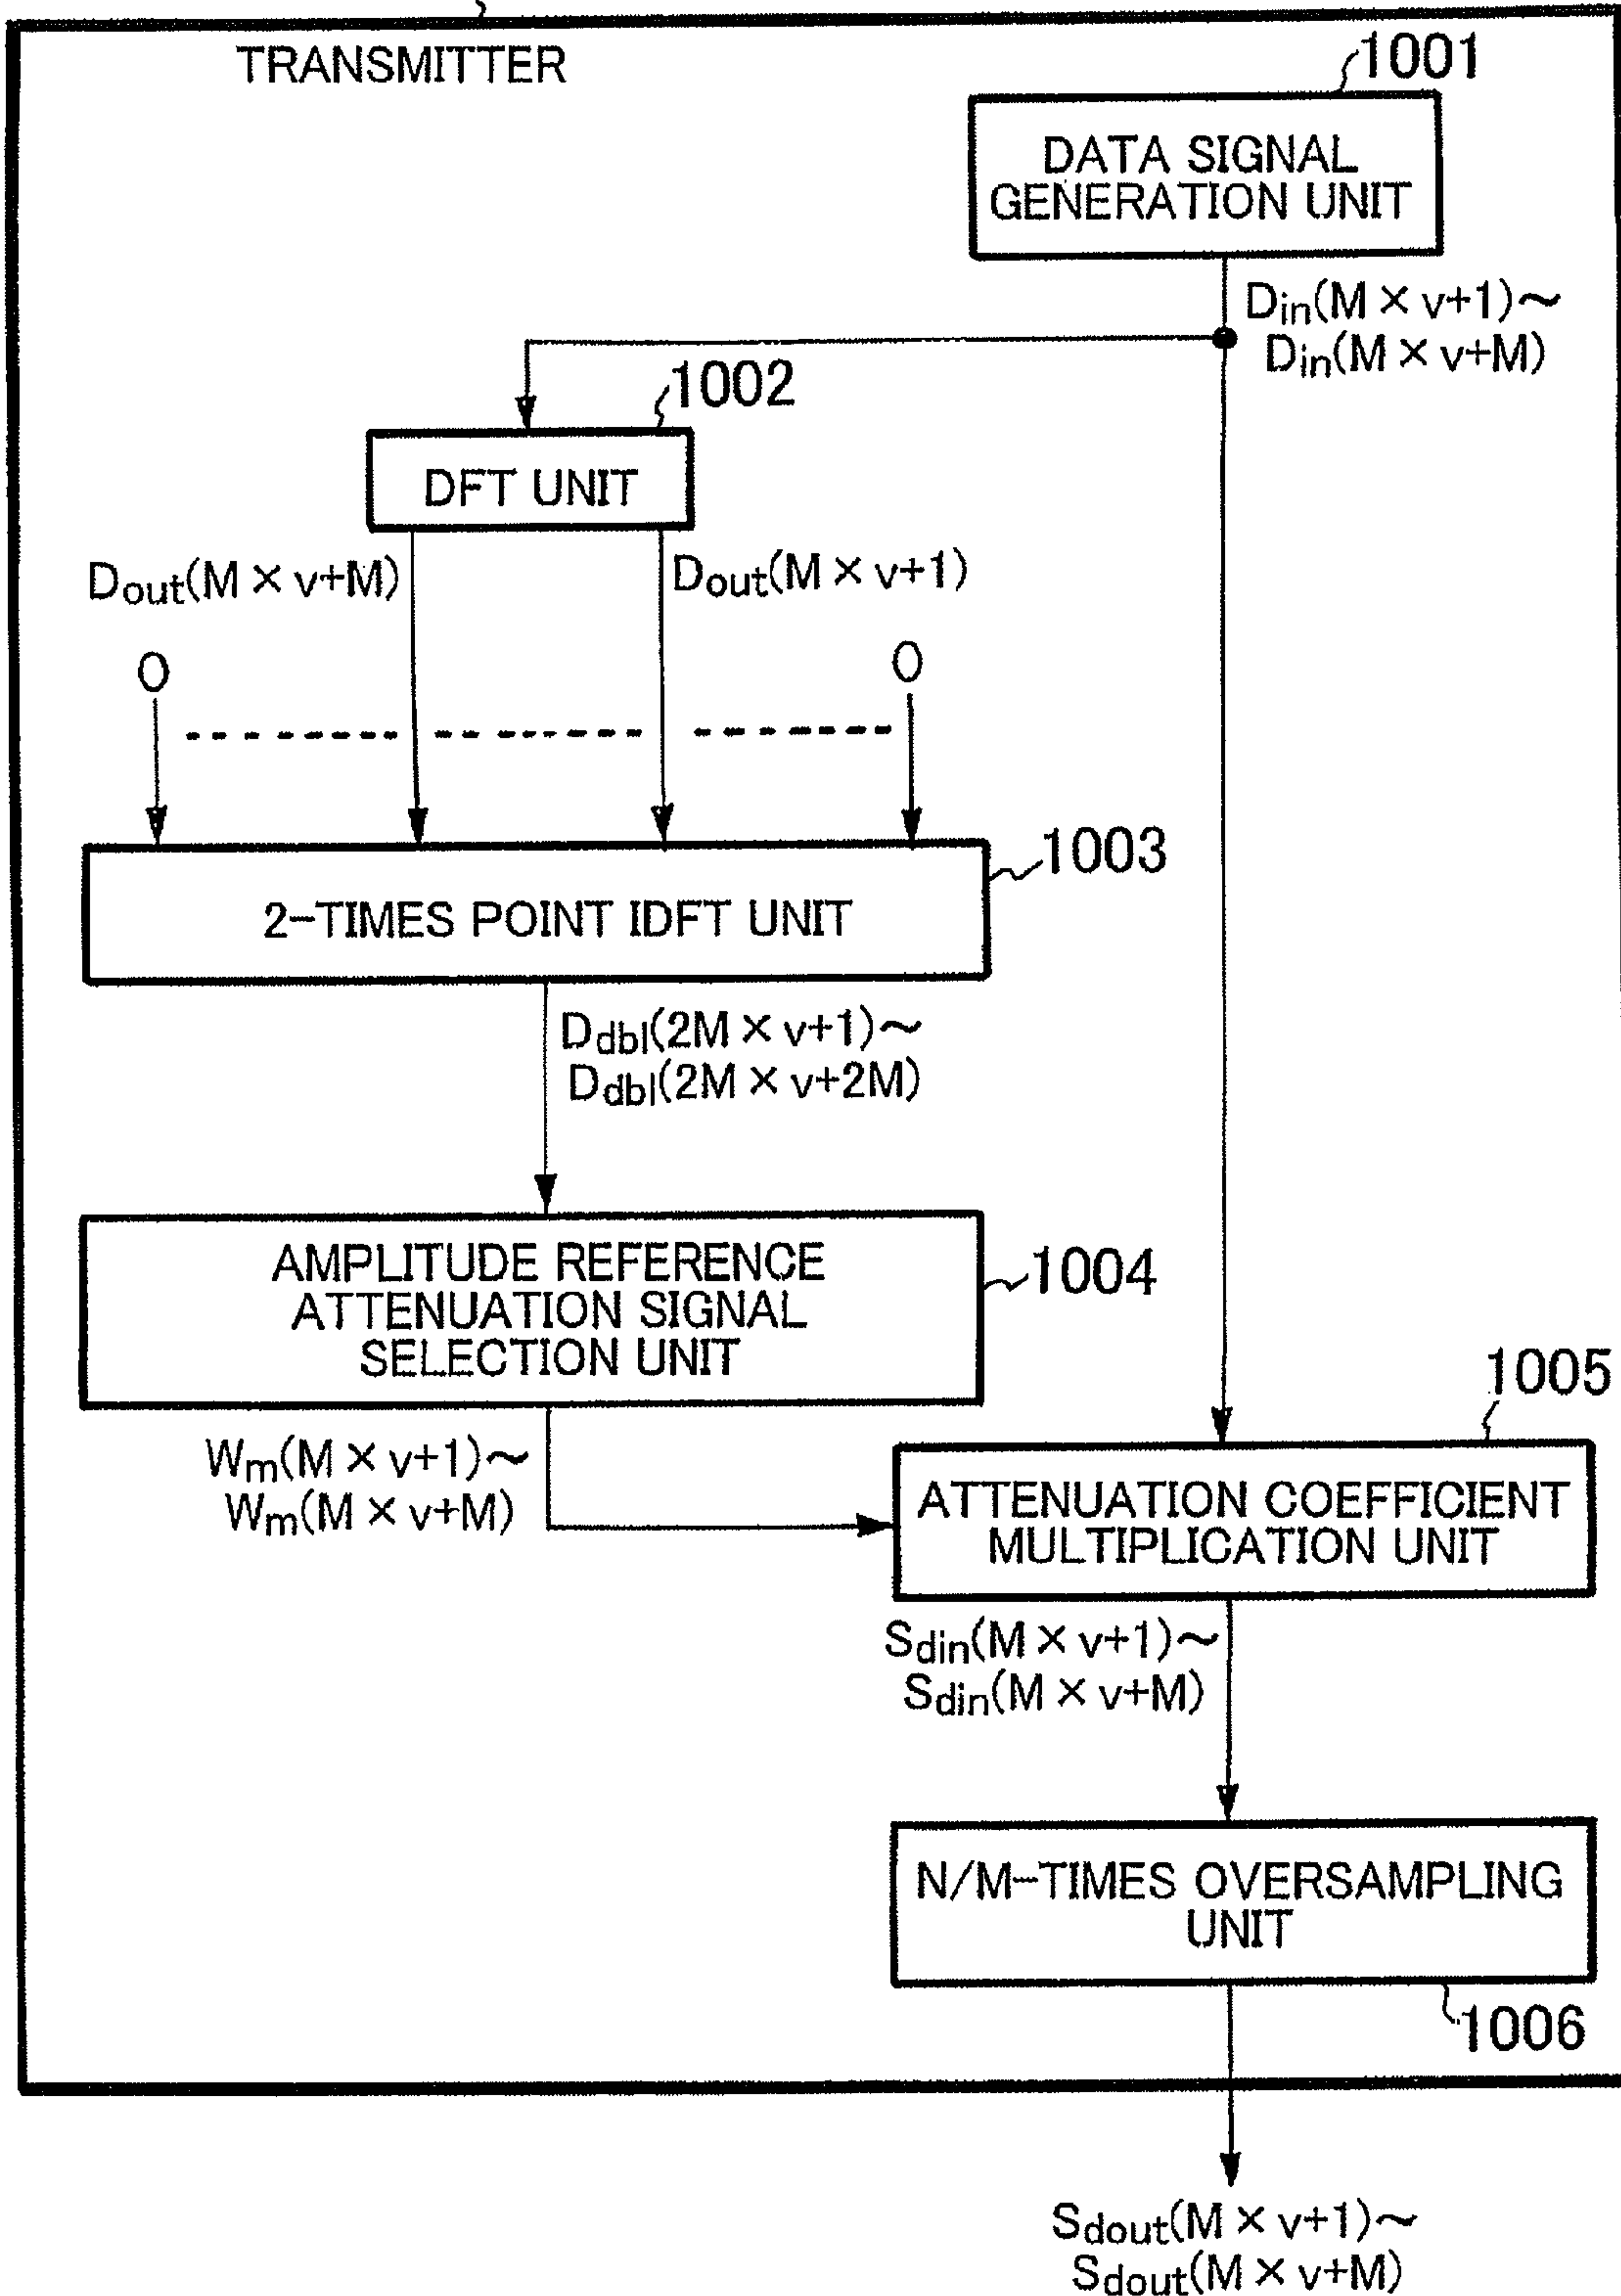 TRANSMITTER
1001
DATA SIGNAL
GENERATION UNIT
Din(M × v+1)~
Din(M × v+M)
1002
DFT UNIT
Dout(M × v+M)
Dout(M × v+1)
0
0
1003
2-TIMES POINT IDFT UNIT
Ddbl(2M × v+1)~
Ddbl(2M × v+2M)
AMPLITUDE REFERENCE
ATTENUATION SIGNAL
SELECTION UNIT
1004
1005
Wm(M × v+1)~
Wm(M × v+M)
ATTENUATION COEFFICIENT
MULTIPLICATION UNIT
Sdin(M × v+1)~
Sdin(M × v+M)
N/M-TIMES OVERSAMPLING
UNIT
1006
Sdout(M × v+1)~
Sdout(M × v+M)